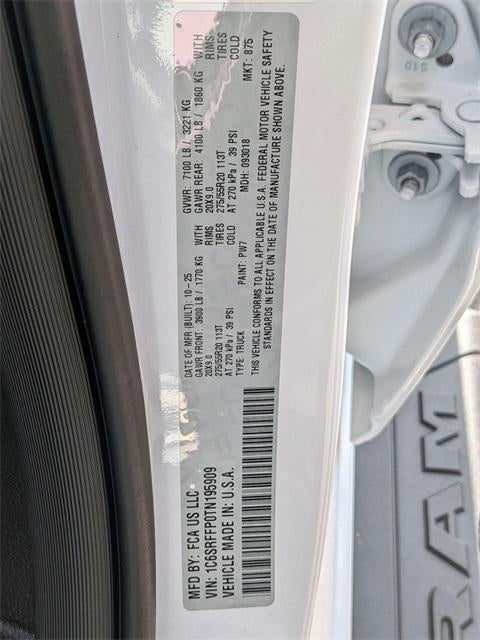 MFD BY: FCA US LLC
VIN: 1C6SRFFP0TN195909
VEHICLE MADE IN: U.S.A.
DATE OF MFR (BUILT): 10-25
GVWR: 7100 LB / 3221 KG
GAWR FRONT: 3900 LB / 1770 KG WITH
20X9.0 RIMS
275/55R20 113T TIRES
AT 270 kPa / 39 PSI COLD
GAWR REAR: 4100 LB / 1860 KG WITH
20X9.0 RIMS
275/55R20 113T TIRES
AT 270 kPa / 39 PSI COLD
TYPE: TRUCK
PAINT: PW7
MDH: 093018
MKT: 875
THIS VEHICLE CONFORMS TO ALL APPLICABLE U.S.A. FEDERAL MOTOR VEHICLE SAFETY
STANDARDS IN EFFECT ON THE DATE OF MANUFACTURE SHOWN ABOVE.
510
RAM